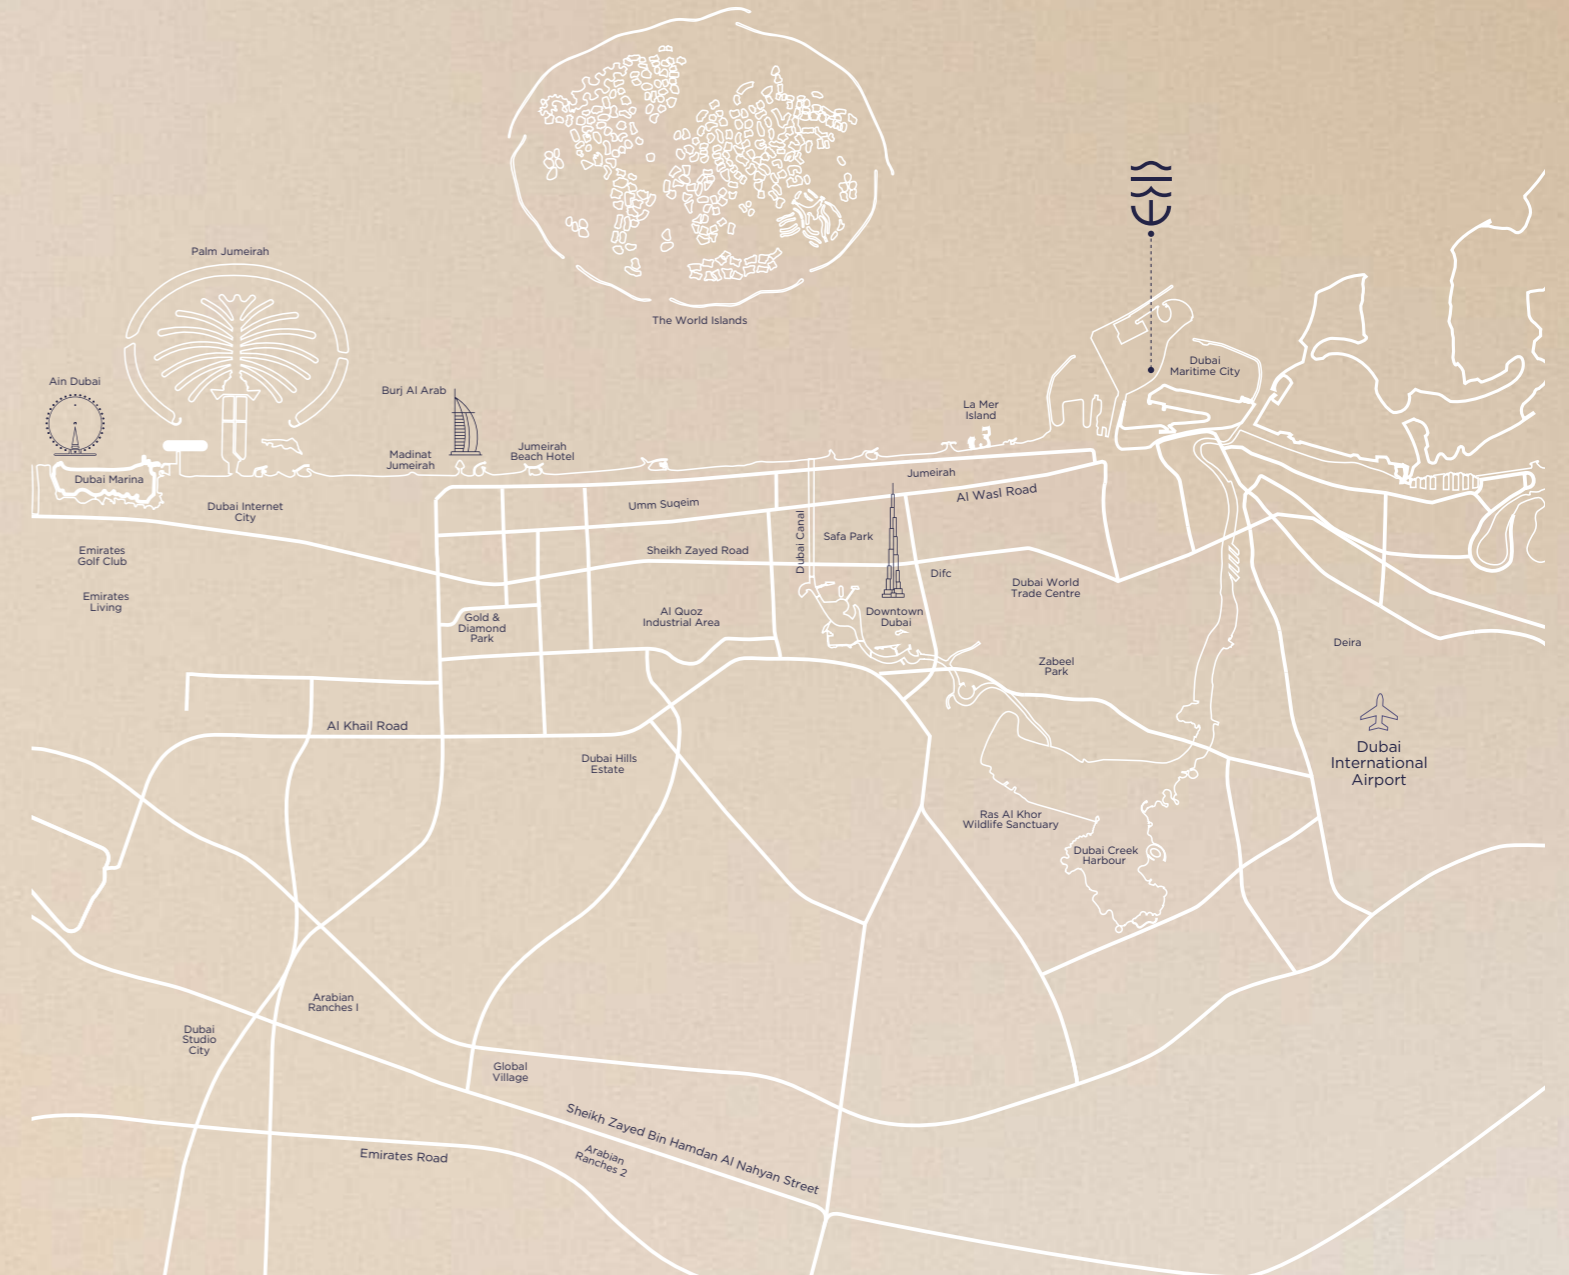 Palm Jumeirah
The World Islands
Dubai
Maritime City
Ain Dubai
Burj Al Arab
La Mer
Island
Madinat
Jumeirah
Jumeirah
Beach Hotel
Jumeirah
Dubai Marina
Al Wasl Road
Umm Suqeim
Dubai Internet
City
Dubai Canal
Safa Park
Sheikh Zayed Road
Emirates
Golf Club
Difc
Dubai World
Trade Centre
Emirates
Living
Gold &
Diamond
Park
Al Quoz
Industrial Area
Downtown
Dubai
Deira
Zabeel
Park
Al Khail Road
Dubai
International
Airport
Dubai Hills
Estate
Ras Al Khor
Wildlife Sanctuary
Dubai Creek
Harbour
Arabian
Ranches I
Dubai
Studio
City
Global
Village
Sheikh Zayed Bin Hamdan Al Nahyan Street
Emirates Road
Arabian
Ranches 2